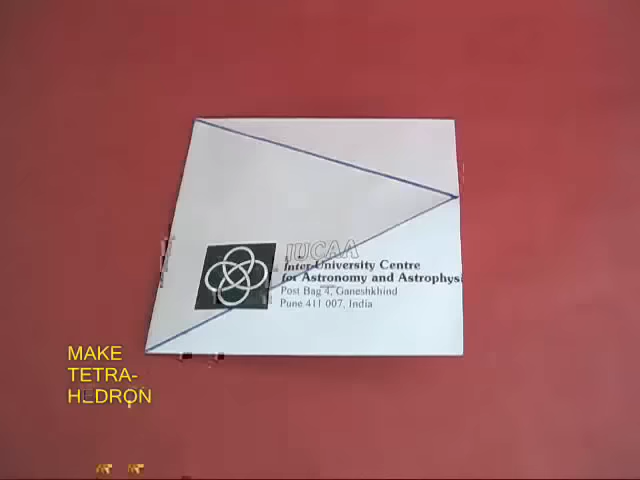 IUCAA
Inter-University Centre
for Astronomy and Astrophysi
Post Bag 4, Ganeshkhind
Pune 411 007, India
MAKE
TETRA-
HEDRON